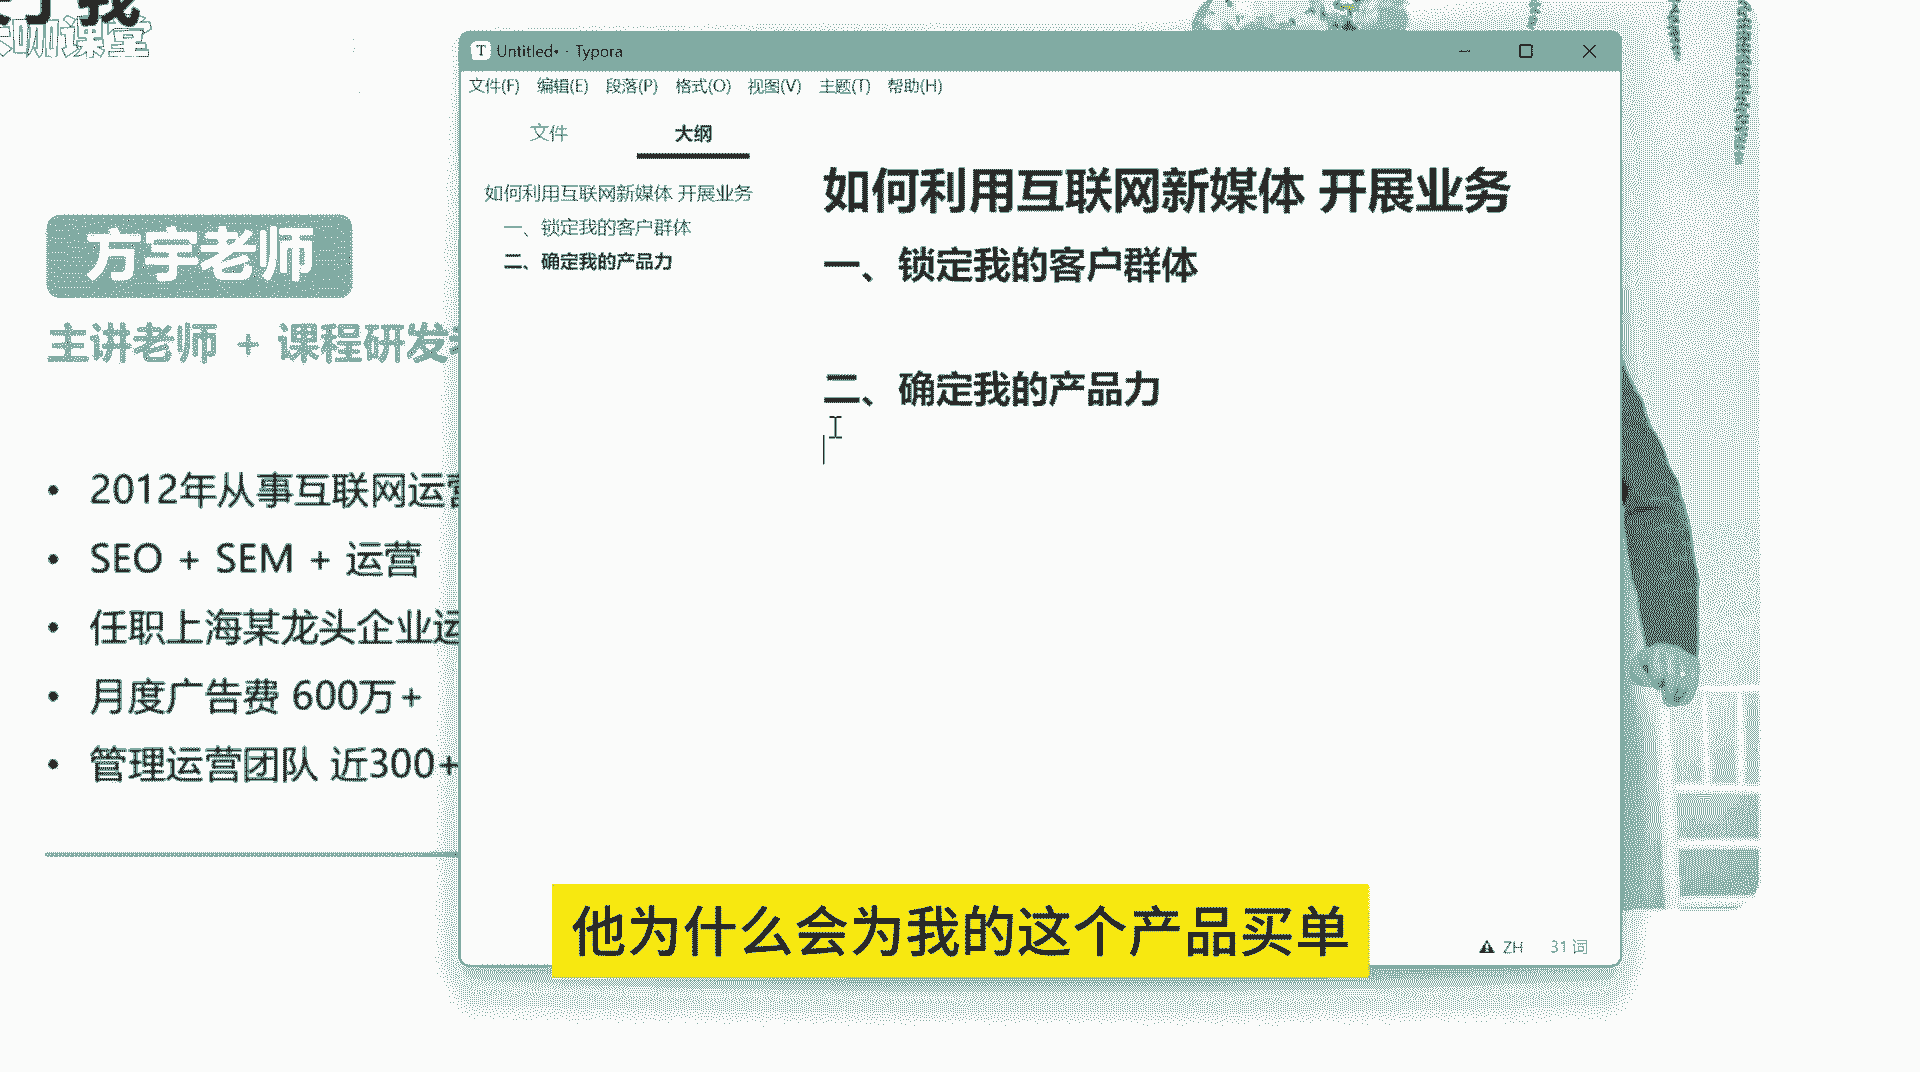 咖课堂
方宇老师
主讲老师 + 课程研发
2012年从事互联网运营
SEO + SEM + 运营
任职上海某龙头企业运
月度广告费 600万+
管理运营团队 近300+
Untitled• - Typora
文件(F) 编辑(E) 段落(P) 格式(O) 视图(V) 主题(T) 帮助(H)
文件 大纲
如何利用互联网新媒体 开展业务
一、锁定我的客户群体
二、确定我的产品力
如何利用互联网新媒体 开展业务
一、锁定我的客户群体
二、确定我的产品力
他为什么会为我的这个产品买单
ZH 31 词